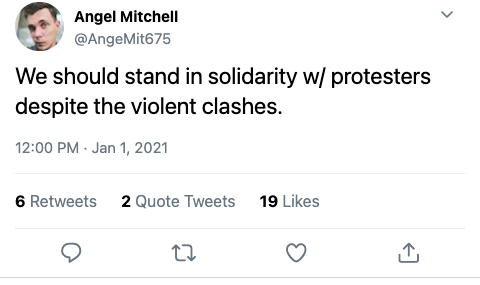 Angel Mitchell
@AngeMit675
We should stand in solidarity w/ protesters
despite the violent clashes.
12:00 PM · Jan 1, 2021
6 Retweets 2 Quote Tweets 19 Likes